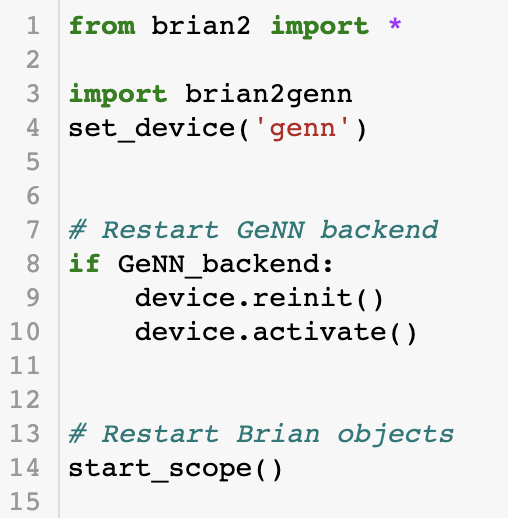 1 from brian2 import *
2
3 import brian2genn
4 set_device('genn')
5
6
7 # Restart GeNN backend
8 if GeNN_backend:
9     device.reinit()
10     device.activate()
11
12
13 # Restart Brian objects
14 start_scope()
15